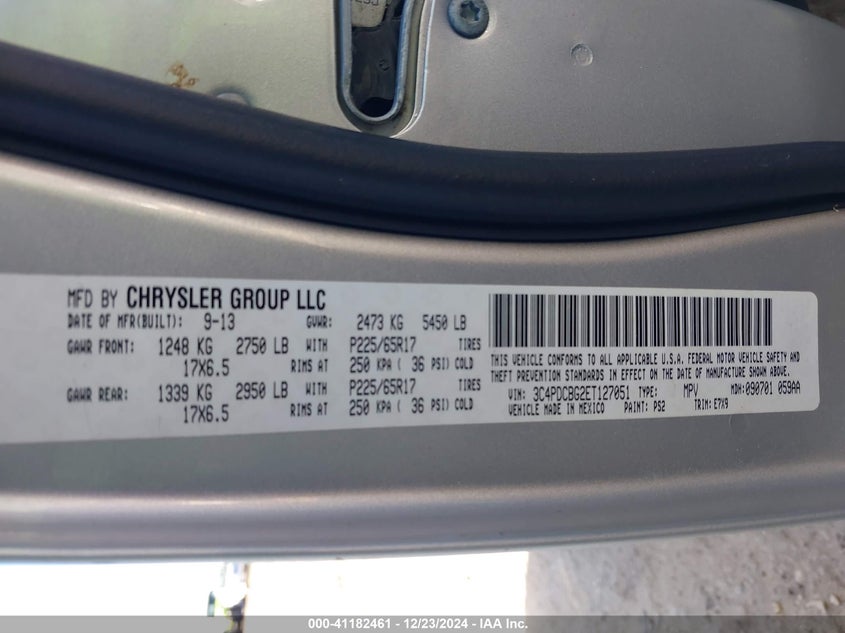 MFD BY CHRYSLER GROUP LLC
DATE OF MFR(BUILT): 9-13 GVWR: 2473 KG 5450 LB
GAWR FRONT: 1248 KG 2750 LB WITH P225/65R17 TIRES
17X6.5 RIMS AT 250 KPA ( 36 PSI) COLD
GAWR REAR: 1339 KG 2950 LB WITH P225/65R17 TIRES
17X6.5 RIMS AT 250 KPA ( 36 PSI) COLD
THIS VEHICLE CONFORMS TO ALL APPLICABLE U.S.A. FEDERAL MOTOR VEHICLE SAFETY AND
THEFT PREVENTION STANDARDS IN EFFECT ON THE DATE OF MANUFACTURE SHOWN ABOVE.
VIN: 3C4PDCBG2ET127051 TYPE: MPV MDH: 090701 059AA
VEHICLE MADE IN MEXICO PAINT: PS2 TRIM: E7X9
000-41182461 - 12/23/2024 - IAA Inc.